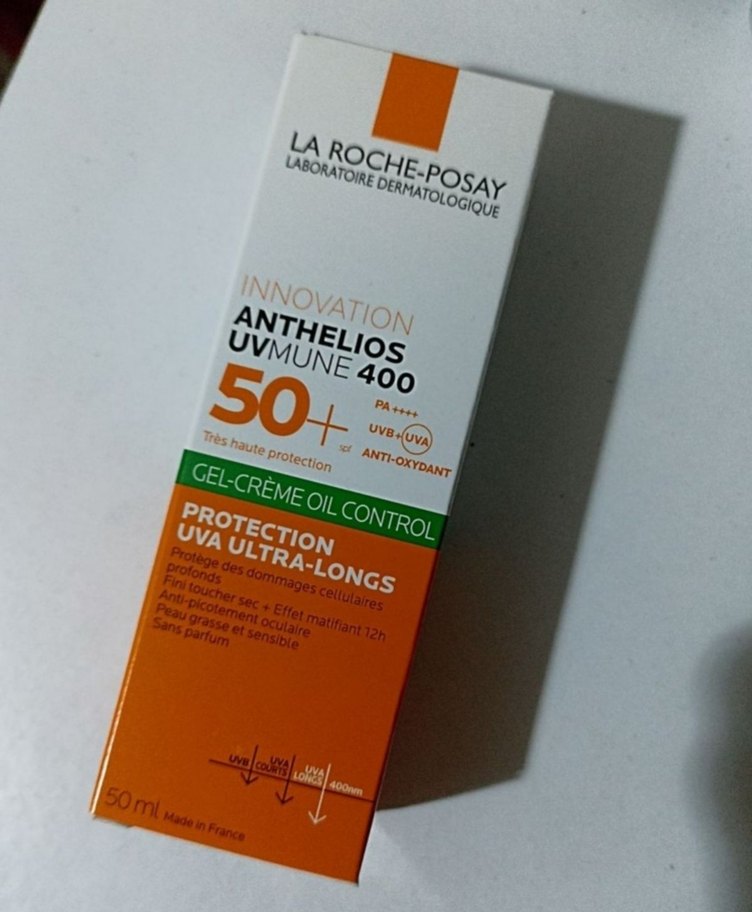 LA ROCHE-POSAY
LABORATOIRE DERMATOLOGIQUE
INNOVATION
ANTHELIOS
UVMUNE 400
50+
spf
PA ++++
UVB+UVA
ANTI-OXYDANT
Très haute protection
GEL-CRÈME OIL CONTROL
PROTECTION
UVA ULTRA-LONGS
Protège des dommages cellulaires
profonds
Fini toucher sec + Effet matifiant 12h
Anti-picotement oculaire
Peau grasse et sensible
Sans parfum
UVB
UVA
COURTS
UVA
LONGS
400nm
50 ml Made in France